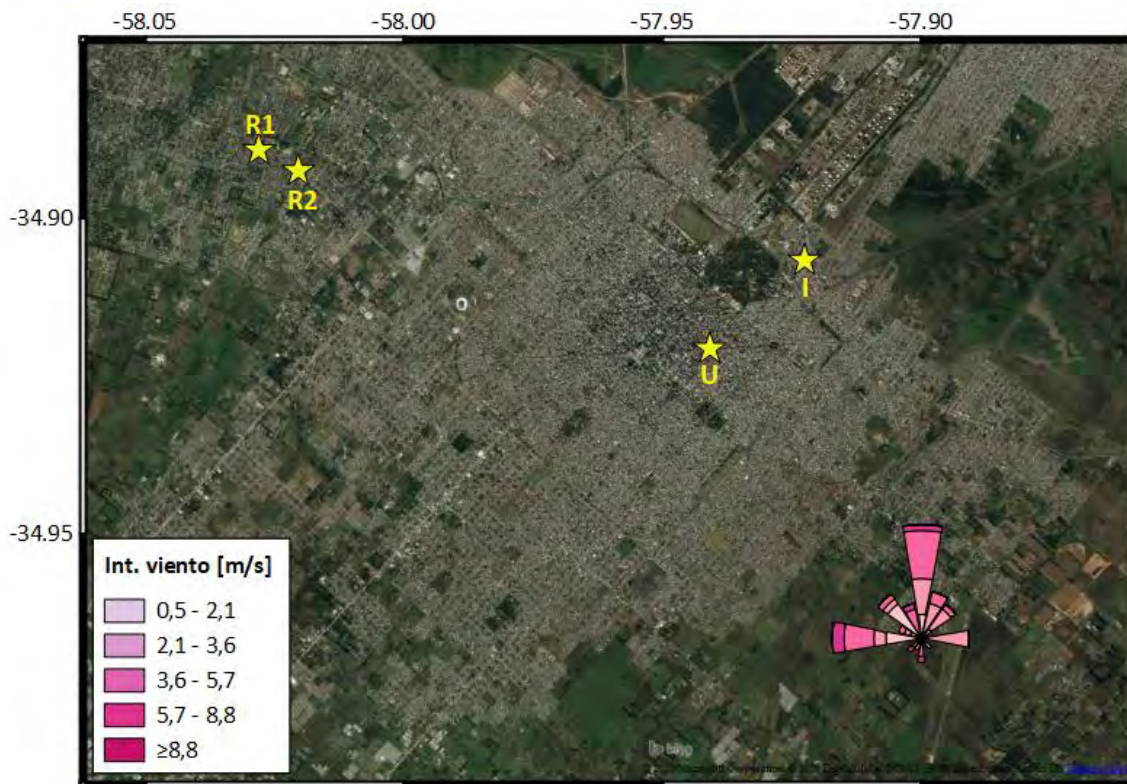 -58.05 -58.00 -57.95 -57.90
R1
R2
-34.90
I
U
-34.95
Int. viento [m/s]
0,5 - 2,1
2,1 - 3,6
3,6 - 5,7
5,7 - 8,8
≥8,8
bing